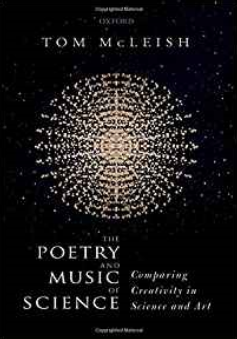 OXFORD
TOM McLEISH
THE
POETRY
AND
MUSIC
OF
SCIENCE
Comparing
Creativity in
Science and Art